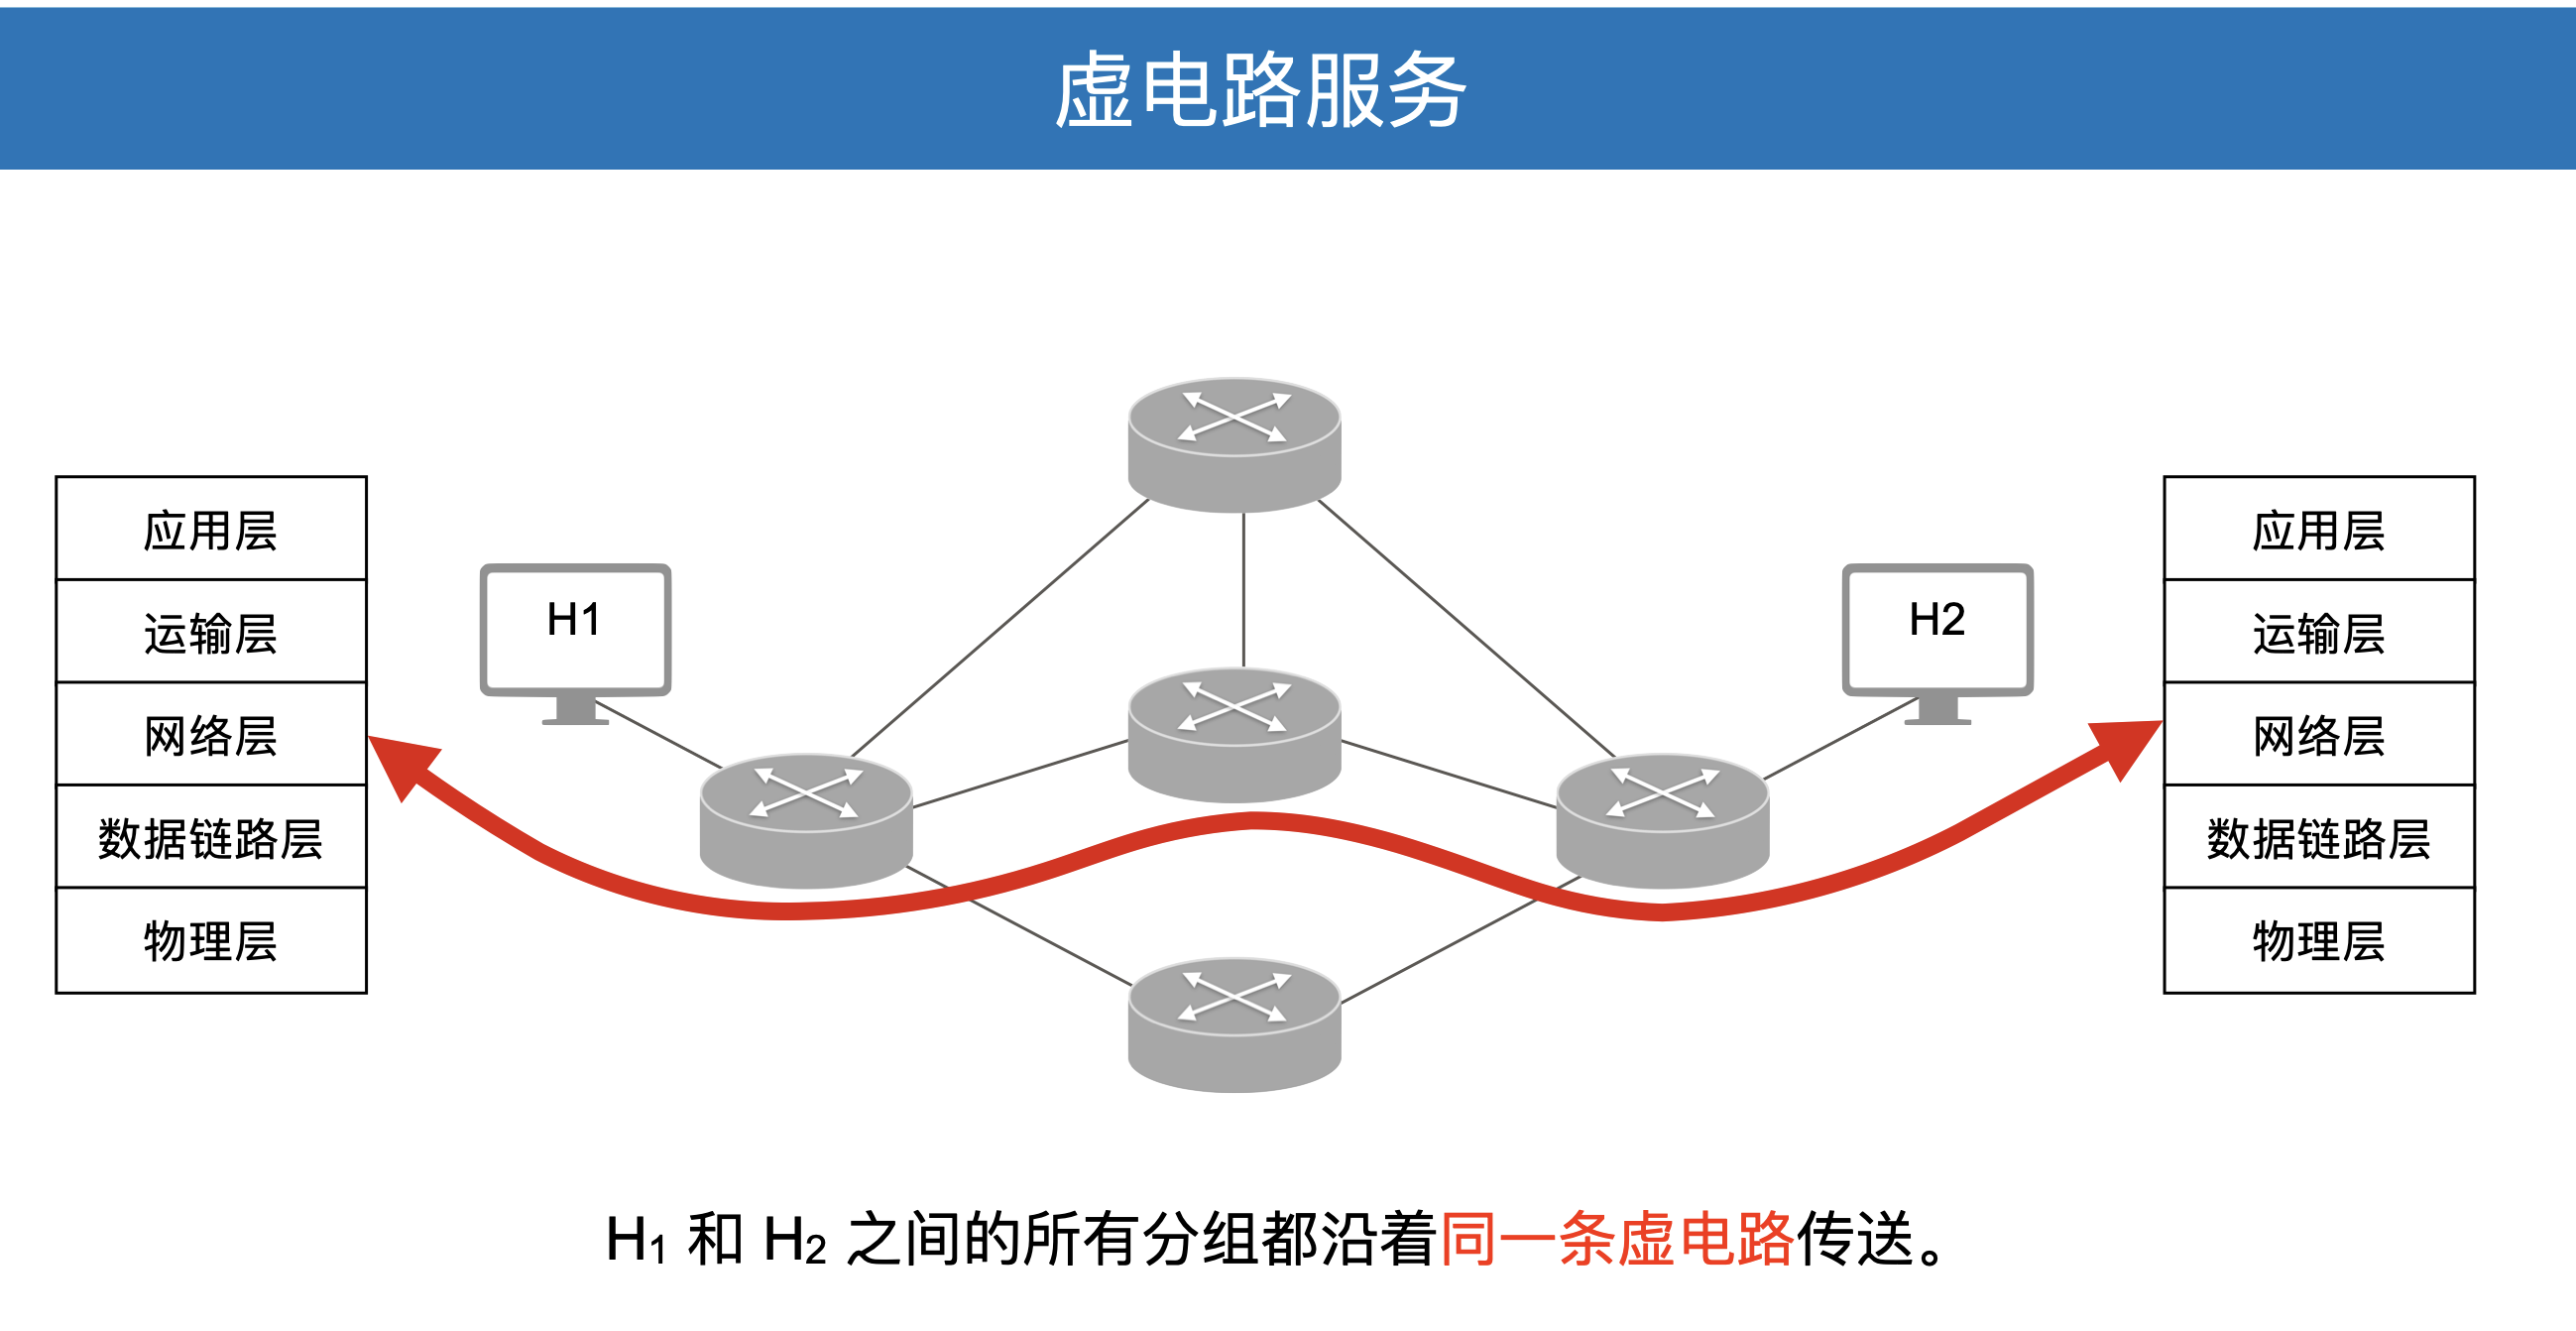 虚电路服务
应用层
运输层
网络层
数据链路层
物理层
H1
H2
应用层
运输层
网络层
数据链路层
物理层
H₁ 和 H₂ 之间的所有分组都沿着同一条虚电路传送。